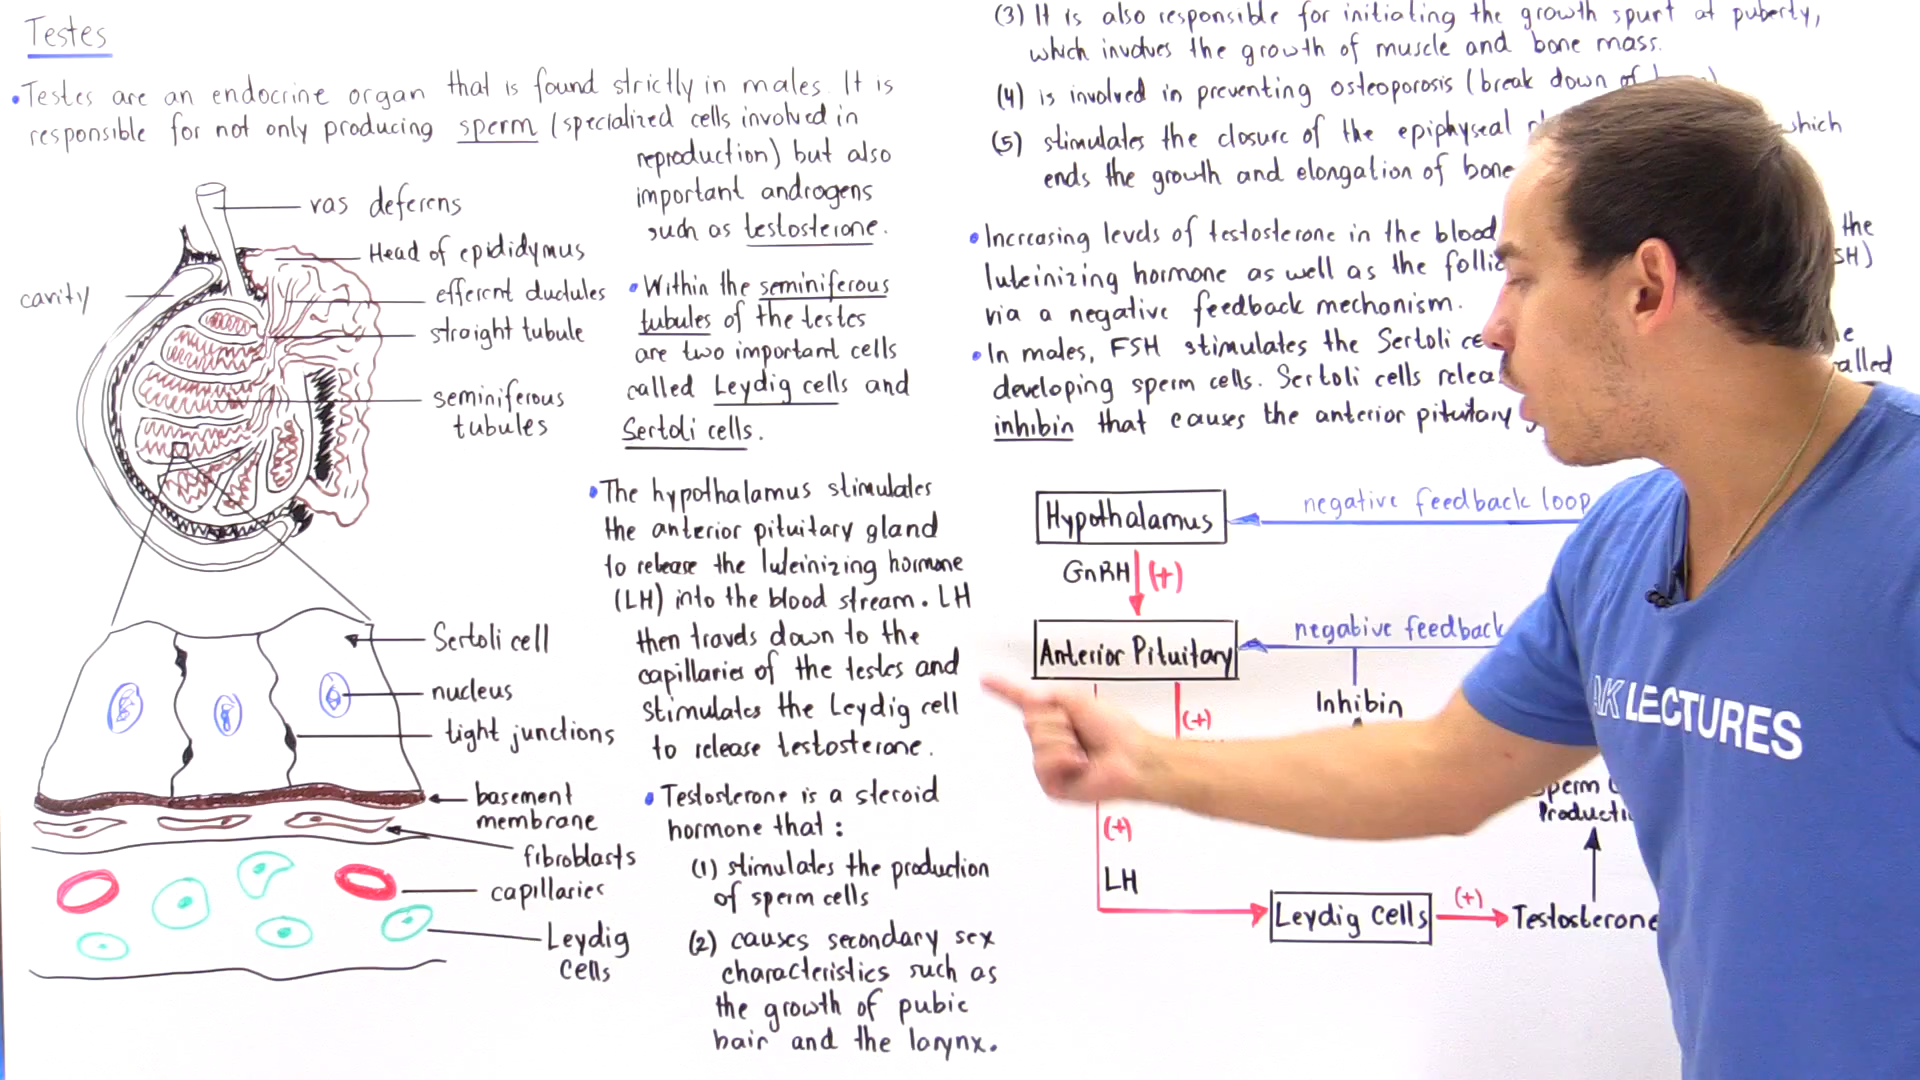 Testes
• Testes are an endocrine organ that is found strictly in males. It is
responsible for not only producing sperm (specialized cells involved in
reproduction) but also
important androgens
such as testosterone.
vas deferens
Head of epididymus
cavity
efferent ductules
straight tubule
seminiferous
tubules
• Within the seminiferous
tubules of the testes
are two important cells
called Leydig cells and
Sertoli cells.
• The hypothalamus stimulates
the anterior pituitary gland
to release the luteinizing hormone
(LH) into the blood stream. LH
then travels down to the
capillaries of the testes and
stimulates the Leydig cell
to release testosterone.
Sertoli cell
nucleus
tight junctions
basement
membrane
fibroblasts
capillaries
Leydig
cells
• Testosterone is a steroid
hormone that:
(1) stimulates the production
of sperm cells
(2) causes secondary sex
characteristics such as
the growth of pubic
hair and the larynx.
(3) It is also responsible for initiating the growth spurt at puberty,
which involves the growth of muscle and bone mass.
(4) is involved in preventing osteoporosis (break down of
(5) stimulates the closure of the epiphyseal which
ends the growth and elongation of bone
• Increasing levels of testosterone in the blood the
luteinizing hormone as well as the
via a negative feedback mechanism.
• In males, FSH stimulates the Sertoli
developing sperm cells. Sertoli cells
inhibin that causes the anterior pituitary
Hypothalamus
negative feedback loop
GnRH (+)
Anterior Pituitary
negative feedback
Inhibin
(+)
(+)
LH
Leydig Cells
(+)
Testosterone
Sperm
AK LECTURES